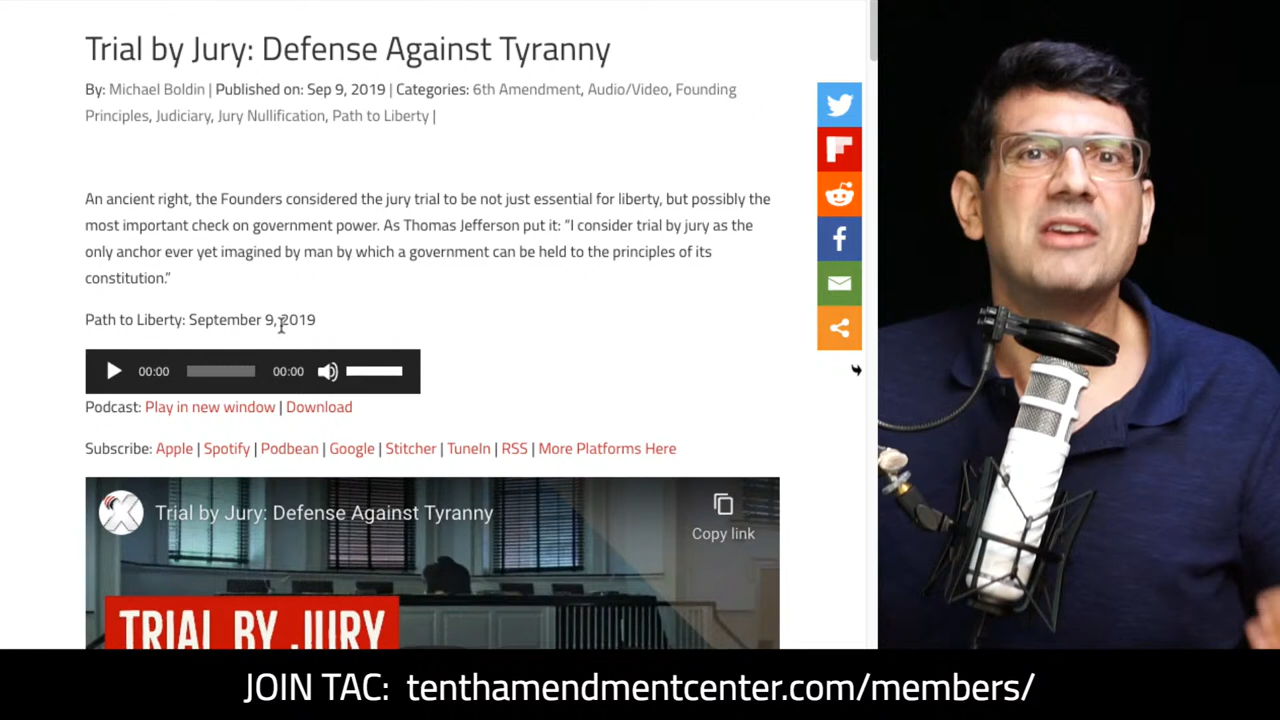 Trial by Jury: Defense Against Tyranny
By: Michael Boldin | Published on: Sep 9, 2019 | Categories: 6th Amendment, Audio/Video, Founding
Principles, Judiciary, Jury Nullification, Path to Liberty |
An ancient right, the Founders considered the jury trial to be not just essential for liberty, but possibly the
most important check on government power. As Thomas Jefferson put it: “I consider trial by jury as the
only anchor ever yet imagined by man by which a government can be held to the principles of its
constitution.”
Path to Liberty: September 9, 2019
00:00 00:00
Podcast: Play in new window | Download
Subscribe: Apple | Spotify | Podbean | Google | Stitcher | TuneIn | RSS | More Platforms Here
Trial by Jury: Defense Against Tyranny
Copy link
TRIAL BY JURY
JOIN TAC: tenthamendmentcenter.com/members/